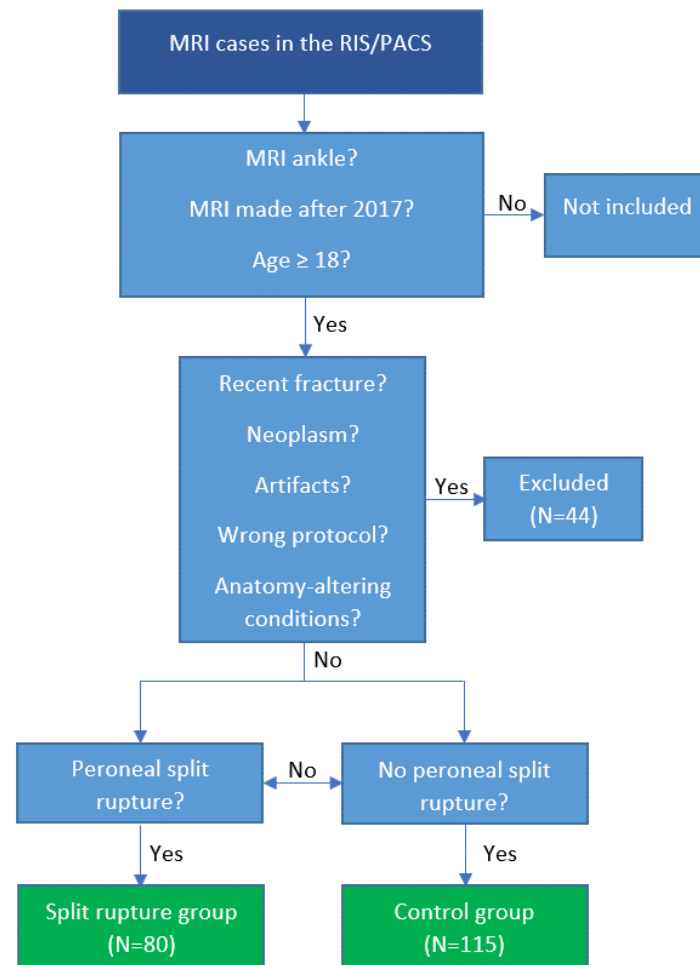 MRI cases in the RIS/PACS
MRI ankle?
MRI made after 2017?
Age ≥ 18?
No
Not included
Yes
Recent fracture?
Neoplasm?
Artifacts?
Wrong protocol?
Anatomy-altering
conditions?
Yes
Excluded
(N=44)
No
Peroneal split
rupture?
No
No peroneal split
rupture?
Yes
Yes
Split rupture group
(N=80)
Control group
(N=115)